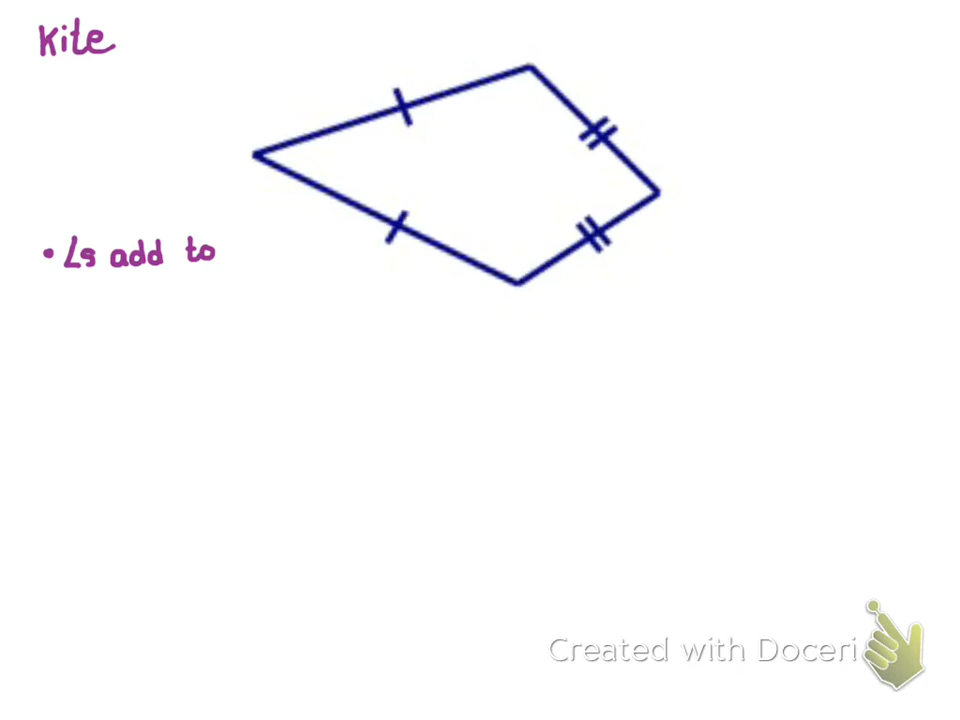 Kite
• ∠s add to
Created with Doceri